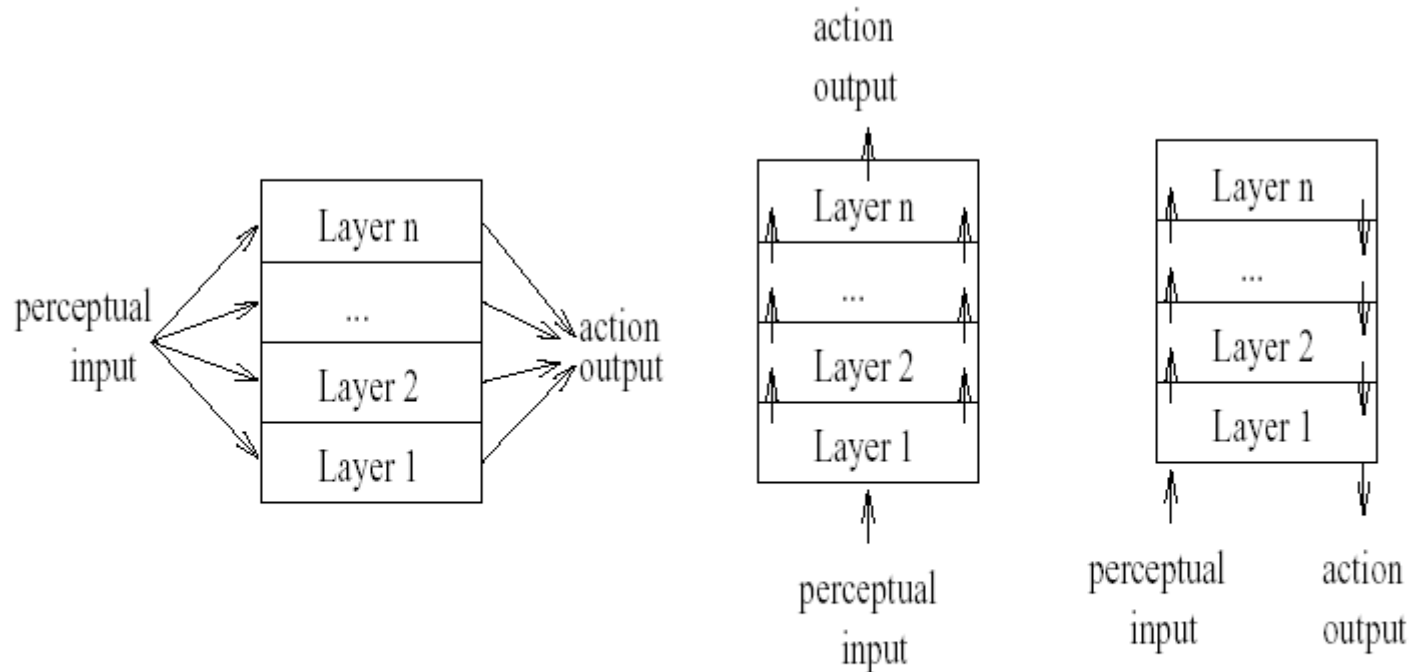 perceptual
input
Layer n
...
Layer 2
Layer 1
action
output
action
output
Layer n
...
Layer 2
Layer 1
perceptual
input
Layer n
...
Layer 2
Layer 1
perceptual
input
action
output